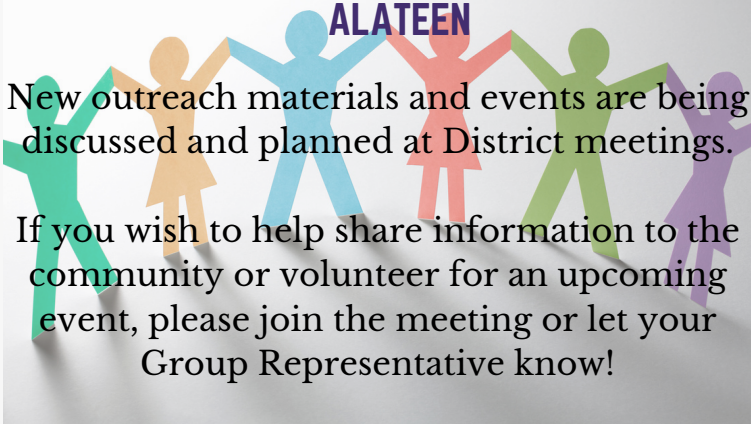 ALATEEN
New outreach materials and events are being
discussed and planned at District meetings.
If you wish to help share information to the
community or volunteer for an upcoming
event, please join the meeting or let your
Group Representative know!